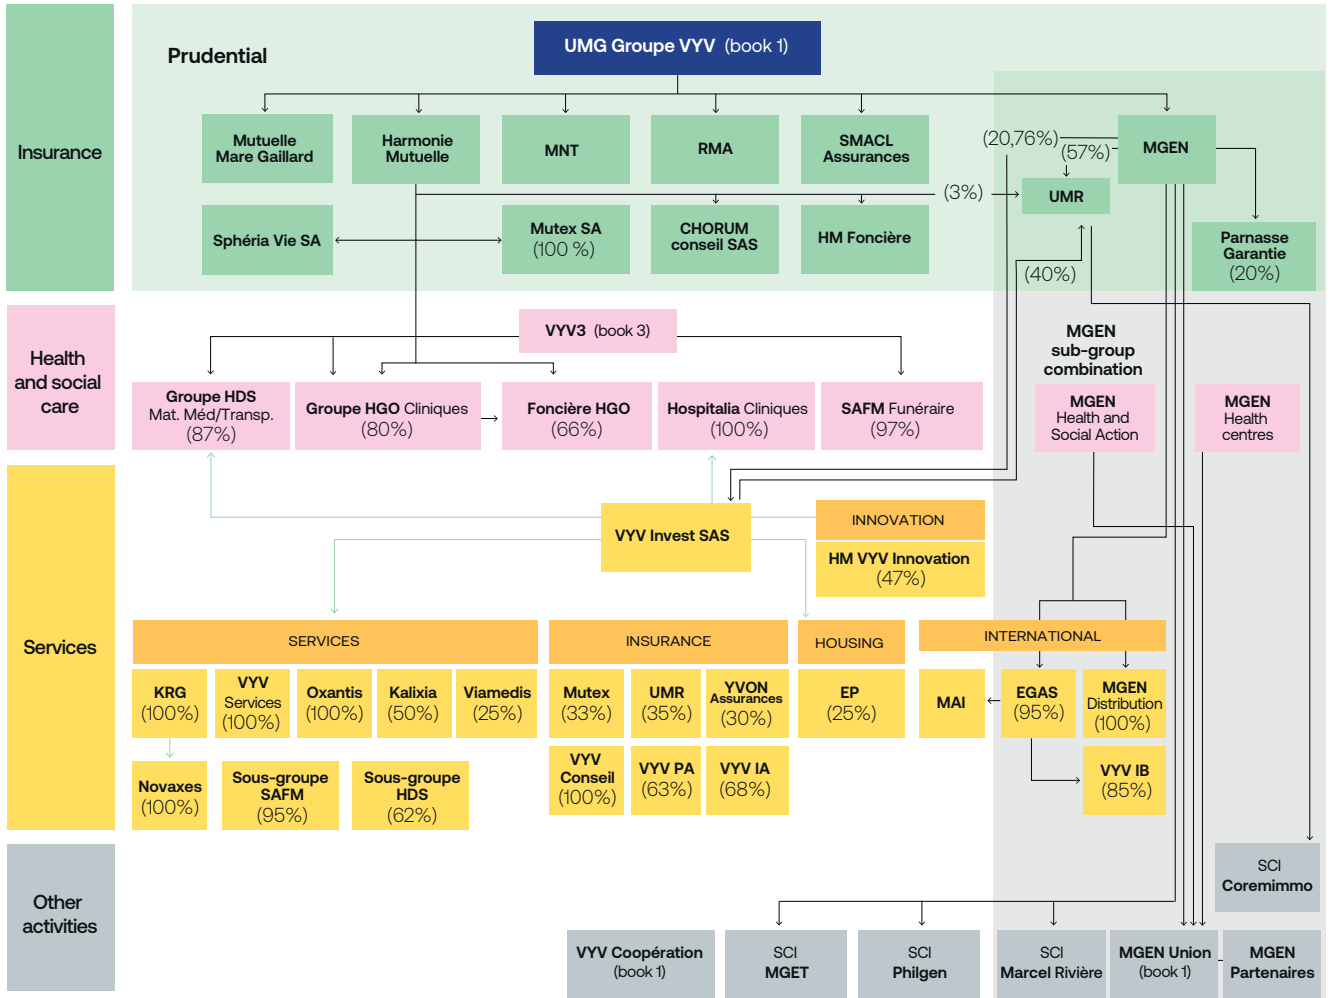 Prudential
UMG Groupe VYV (book 1)
Insurance
Mutuelle
Mare Gaillard
Harmonie
Mutuelle
MNT
RMA
SMACL
Assurances
(20,76%)
(57%)
MGEN
(3%)
UMR
Sphéria Vie SA
Mutex SA
(100 %)
CHORUM
conseil SAS
HM Foncière
(40%)
Parnasse
Garantie
(20%)
Health
and social
care
VYV3 (book 3)
MGEN
sub-group
combination
Groupe HDS
Mat. Méd/Transp.
(87%)
Groupe HGO Cliniques
(80%)
Foncière HGO
(66%)
Hospitalia Cliniques
(100%)
SAFM Funéraire
(97%)
MGEN
Health and
Social Action
MGEN
Health
centres
Services
VYV Invest SAS
INNOVATION
HM VYV Innovation
(47%)
SERVICES
INSURANCE
HOUSING
INTERNATIONAL
KRG
(100%)
VYV
Services
(100%)
Oxantis
(100%)
Kalixia
(50%)
Viamedis
(25%)
Mutex
(33%)
UMR
(35%)
YVON
Assurances
(30%)
EP
(25%)
MAI
EGAS
(95%)
MGEN
Distribution
(100%)
Novaxes
(100%)
Sous-groupe
SAFM
(95%)
Sous-groupe
HDS
(62%)
VYV
Conseil
(100%)
VYV PA
(63%)
VYV IA
(68%)
VYV IB
(85%)
Other
activities
SCI
Coremimmo
VYV Coopération
(book 1)
SCI
MGET
SCI
Philgen
SCI
Marcel Rivière
MGEN Union
(book 1)
MGEN
Partenaires